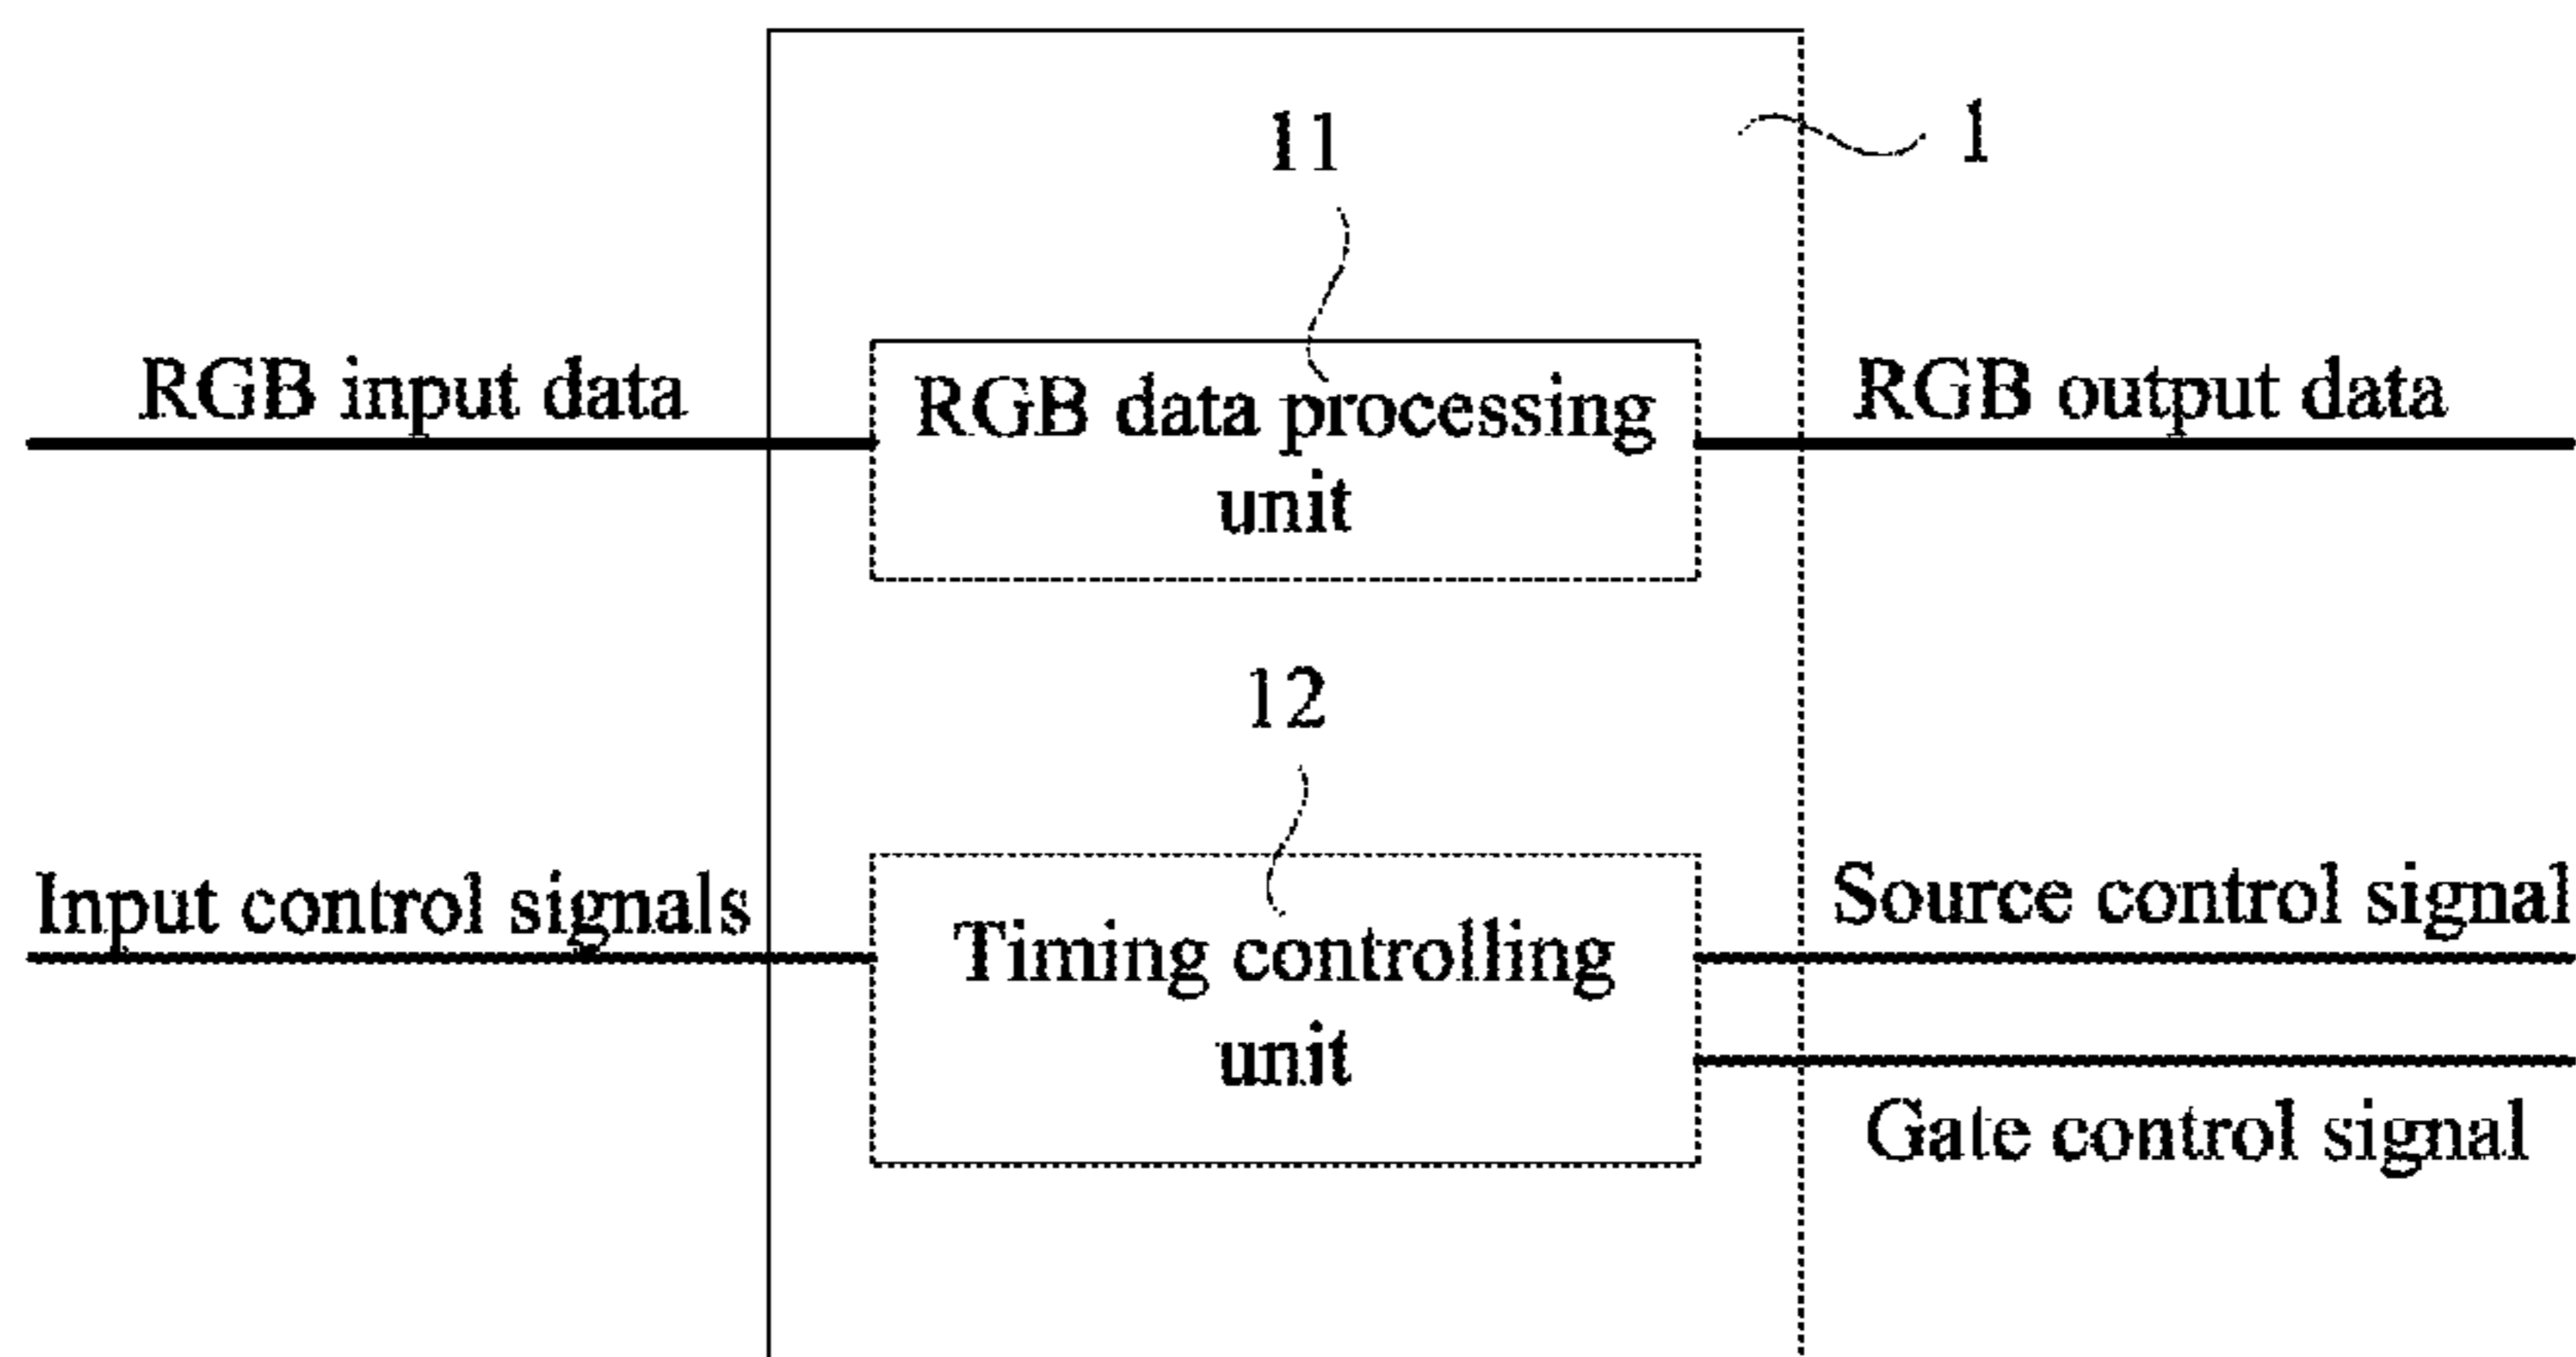 11
1
RGB input data
RGB data processing
unit
RGB output data
12
Input control signals
Timing controlling
unit
Source control signal
Gate control signal